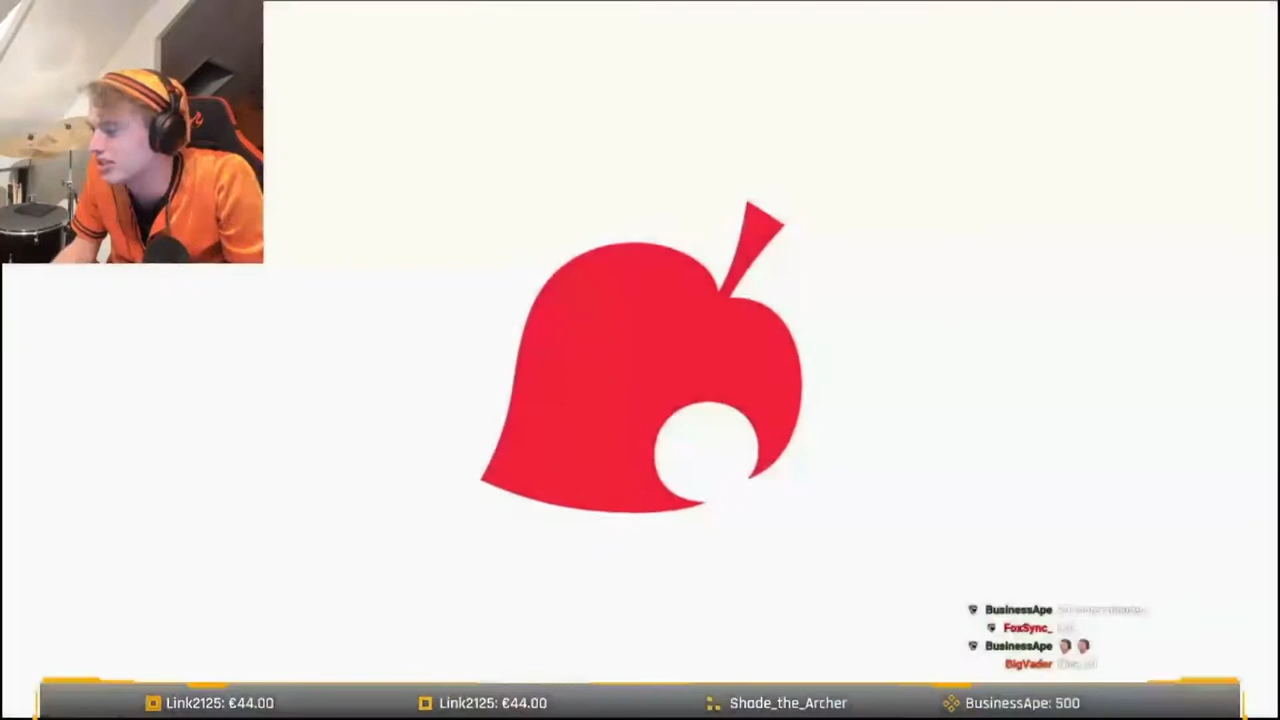 BusinessApe
FoxSync_
BusinessApe
BigVader
Link2125: €44.00
Link2125: €44.00
Shade_the_Archer
BusinessApe: 500